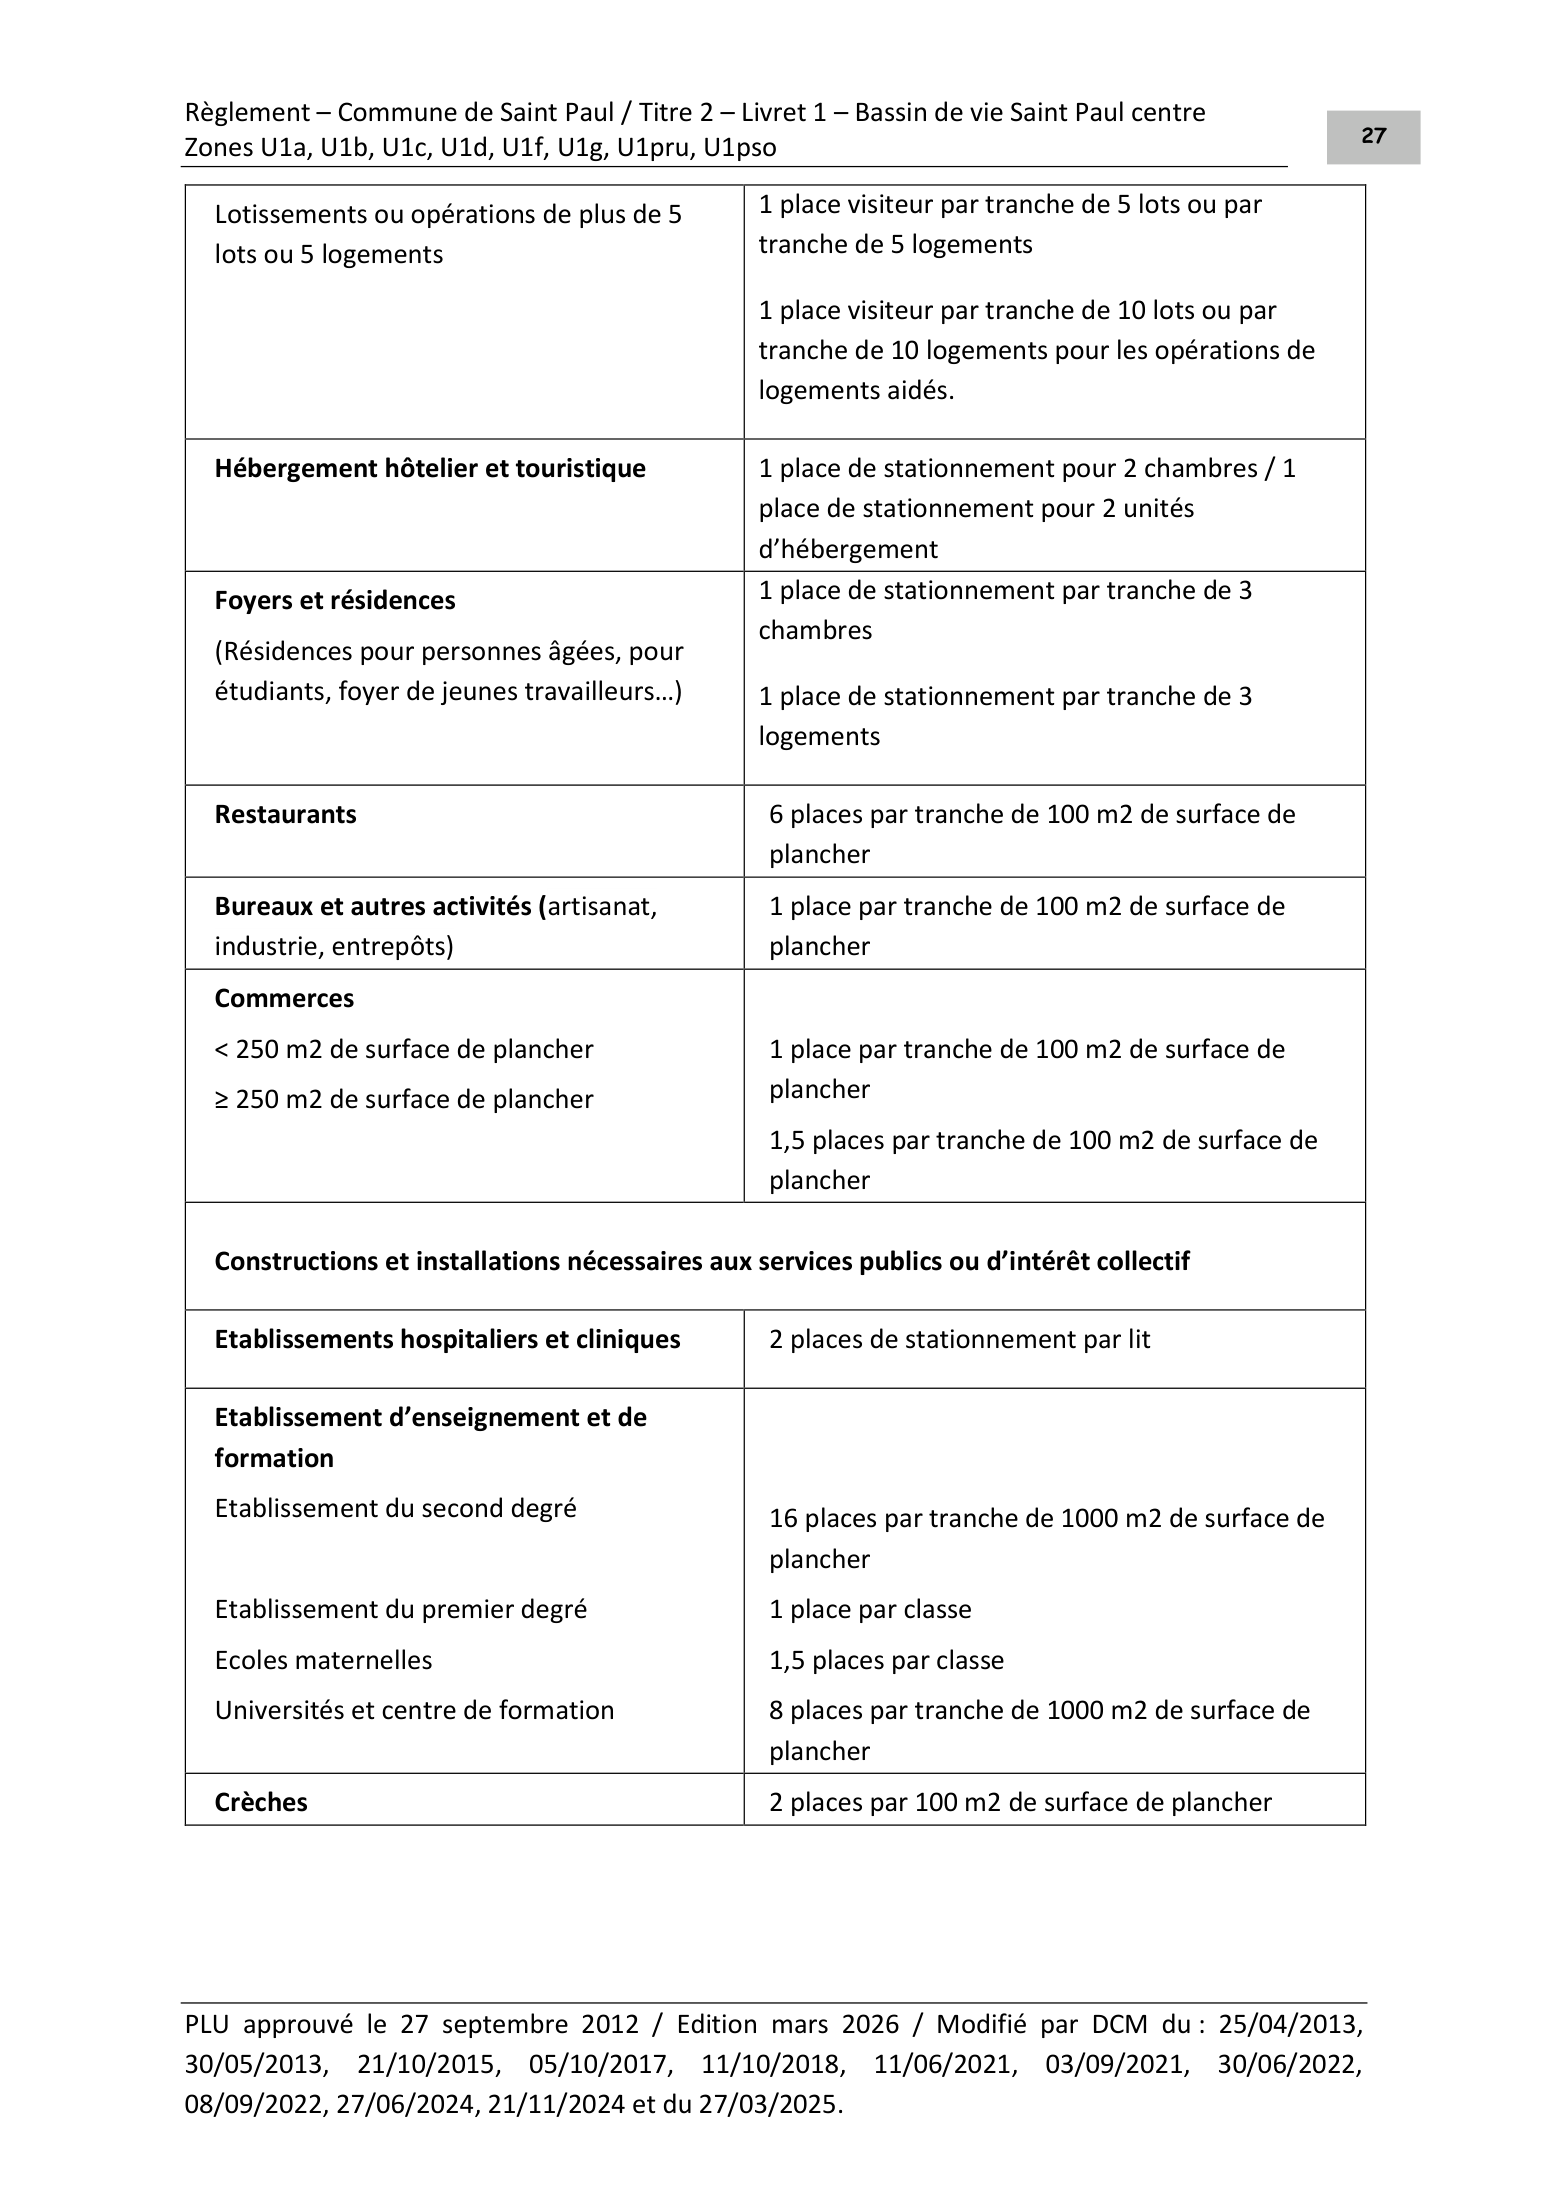 Règlement – Commune de Saint Paul / Titre 2 – Livret 1 – Bassin de vie Saint Paul centre
Zones U1a, U1b, U1c, U1d, U1f, U1g, U1pru, U1pso
27
Lotissements ou opérations de plus de 5
lots ou 5 logements
1 place visiteur par tranche de 5 lots ou par
tranche de 5 logements
1 place visiteur par tranche de 10 lots ou par
tranche de 10 logements pour les opérations de
logements aidés.
Hébergement hôtelier et touristique
1 place de stationnement pour 2 chambres / 1
place de stationnement pour 2 unités
d’hébergement
Foyers et résidences
(Résidences pour personnes âgées, pour
étudiants, foyer de jeunes travailleurs…)
1 place de stationnement par tranche de 3
chambres
1 place de stationnement par tranche de 3
logements
Restaurants
6 places par tranche de 100 m2 de surface de
plancher
Bureaux et autres activités (artisanat,
industrie, entrepôts)
1 place par tranche de 100 m2 de surface de
plancher
Commerces
< 250 m2 de surface de plancher
≥ 250 m2 de surface de plancher
1 place par tranche de 100 m2 de surface de
plancher
1,5 places par tranche de 100 m2 de surface de
plancher
Constructions et installations nécessaires aux services publics ou d’intérêt collectif
Etablissements hospitaliers et cliniques
2 places de stationnement par lit
Etablissement d’enseignement et de
formation
Etablissement du second degré
16 places par tranche de 1000 m2 de surface de
plancher
Etablissement du premier degré
1 place par classe
Ecoles maternelles
1,5 places par classe
Universités et centre de formation
8 places par tranche de 1000 m2 de surface de
plancher
Crèches
2 places par 100 m2 de surface de plancher
PLU approuvé le 27 septembre 2012 / Edition mars 2026 / Modifié par DCM du : 25/04/2013,
30/05/2013, 21/10/2015, 05/10/2017, 11/10/2018, 11/06/2021, 03/09/2021, 30/06/2022,
08/09/2022, 27/06/2024, 21/11/2024 et du 27/03/2025.